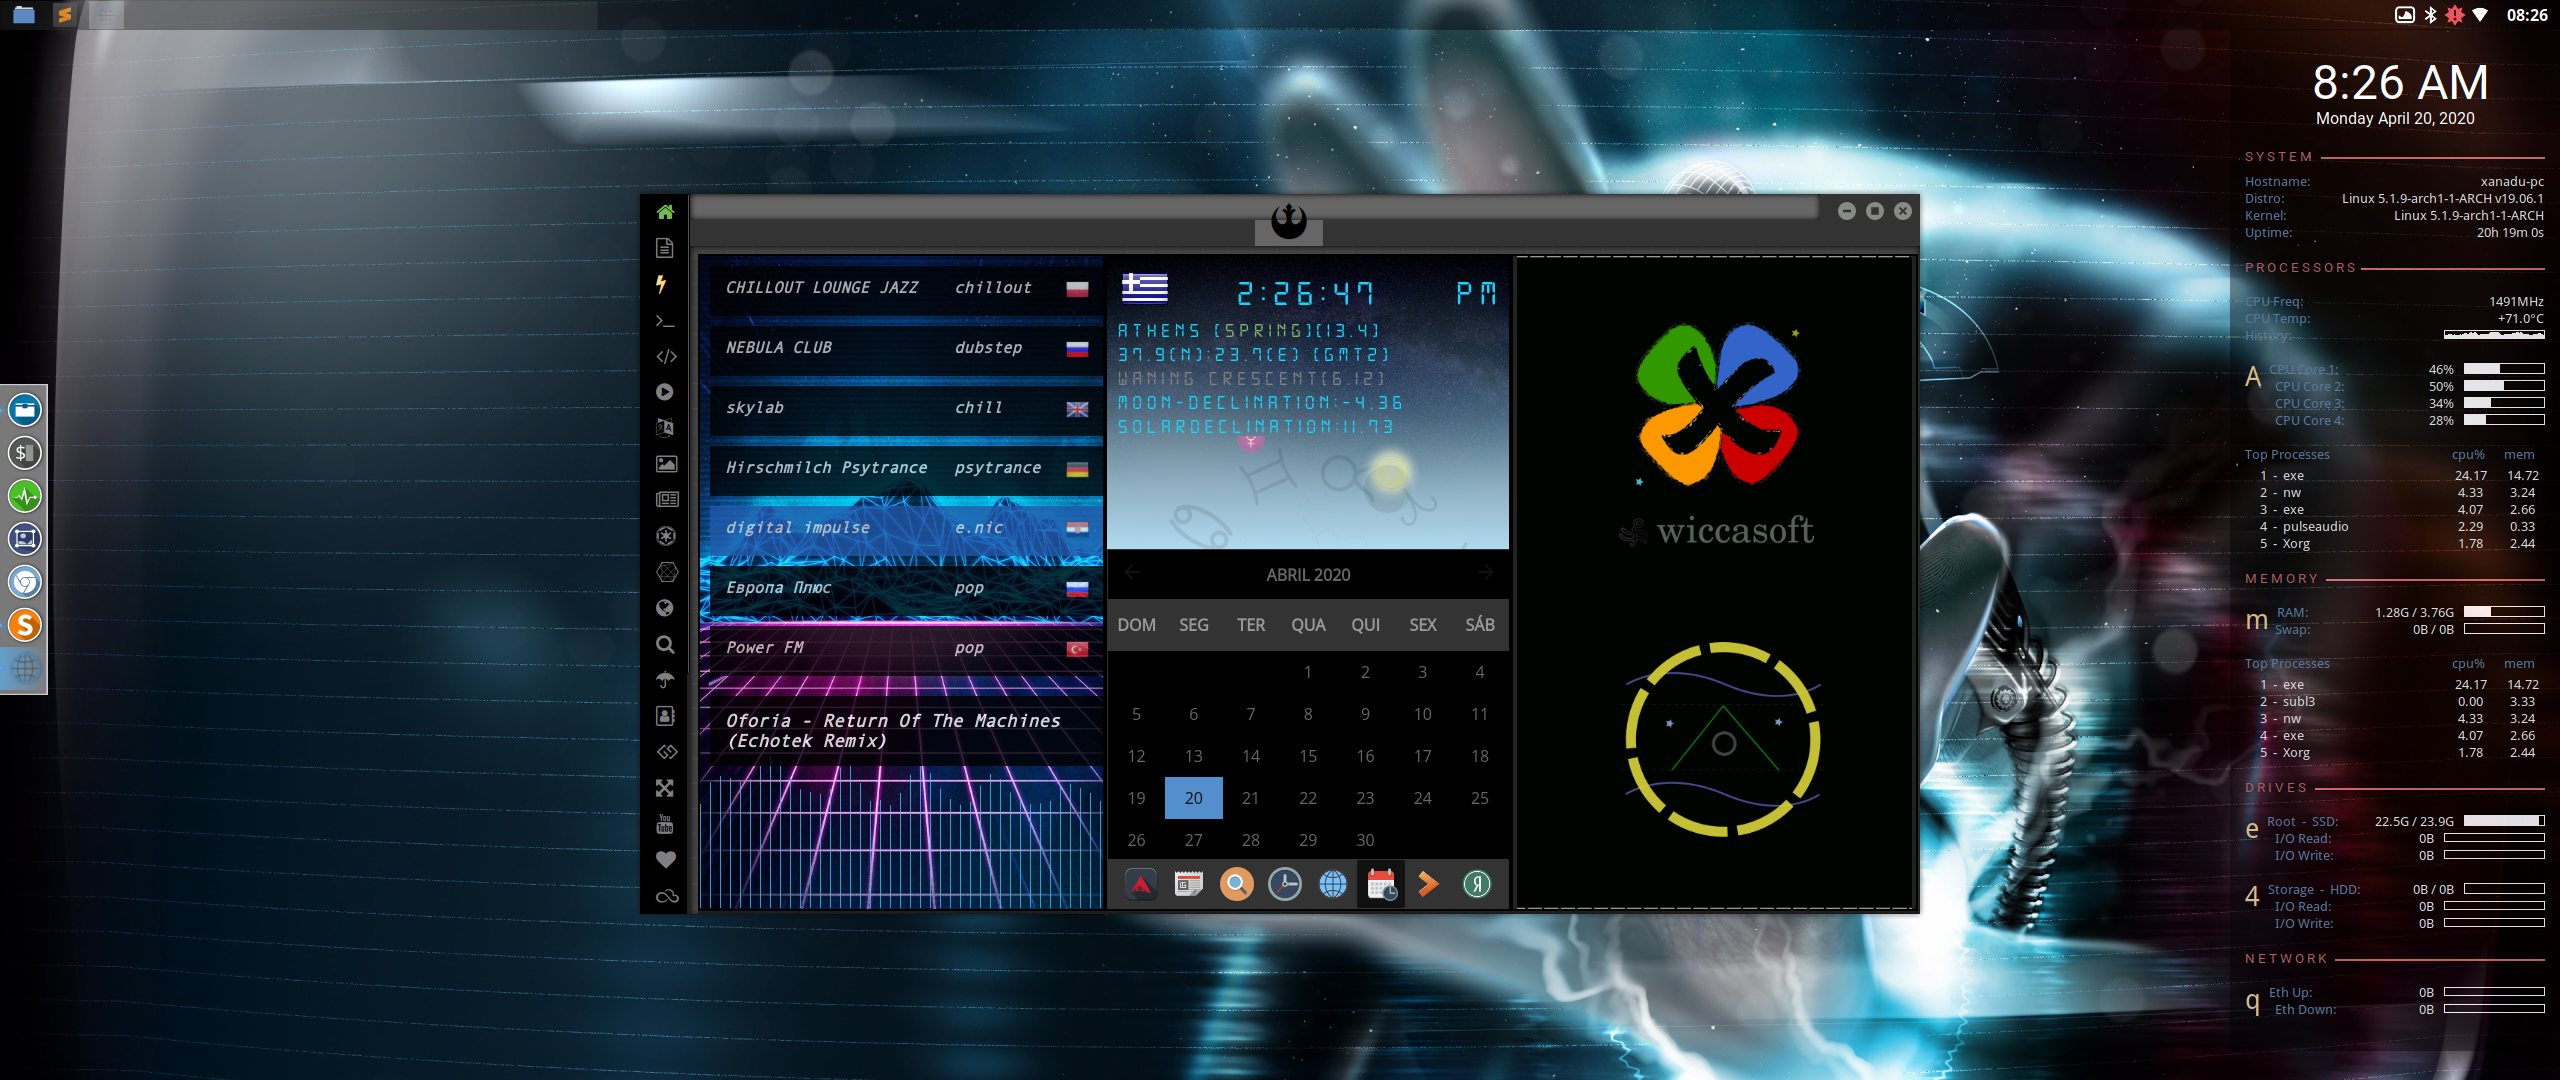 08:26
8:26 AM
Monday April 20, 2020
SYSTEM
Hostname: xanadu-pc
Distro: Linux 5.1.9-arch1-1-ARCH v19.06.1
Kernel: Linux 5.1.9-arch1-1-ARCH
Uptime: 20h 19m 0s
PROCESSORS
CPU Freq: 1491MHz
CPU Temp: +71.0°C
History:
A CPU Core 1: 46%
CPU Core 2: 50%
CPU Core 3: 34%
CPU Core 4: 28%
Top Processes cpu% mem
1 - exe 24.17 14.72
2 - nw 4.33 3.24
3 - exe 4.07 2.66
4 - pulseaudio 2.29 0.33
5 - Xorg 1.78 2.44
MEMORY
m RAM: 1.28G / 3.76G
Swap: 0B / 0B
Top Processes cpu% mem
1 - exe 24.17 14.72
2 - subl3 0.00 3.33
3 - nw 4.33 3.24
4 - exe 4.07 2.66
5 - Xorg 1.78 2.44
DRIVES
e Root - SSD: 22.5G / 23.9G
I/O Read: 0B
I/O Write: 0B
4 Storage - HDD: 0B / 0B
I/O Read: 0B
I/O Write: 0B
NETWORK
q Eth Up: 0B
Eth Down: 0B
CHILLOUT LOUNGE JAZZ chillout
NEBULA CLUB dubstep
skylab chill
Hirschmilch Psytrance psytrance
digital impulse e.nic
Европа Плюс pop
Power FM pop
Oforia - Return Of The Machines
(Echotek Remix)
2:26:47 PM
ATHENS (SPRING)(13.4)
37.9(N):23.7(E) (GMT2)
WANING CRESCENT(6.12)
MOON-DECLINATION:-4.36
SOLARDECLINATION:11.73
ABRIL 2020
DOM SEG TER QUA QUI SEX SÁB
1 2 3 4
5 6 7 8 9 10 11
12 13 14 15 16 17 18
19 20 21 22 23 24 25
26 27 28 29 30
wiccasoft
You
Tube
$
S
Я